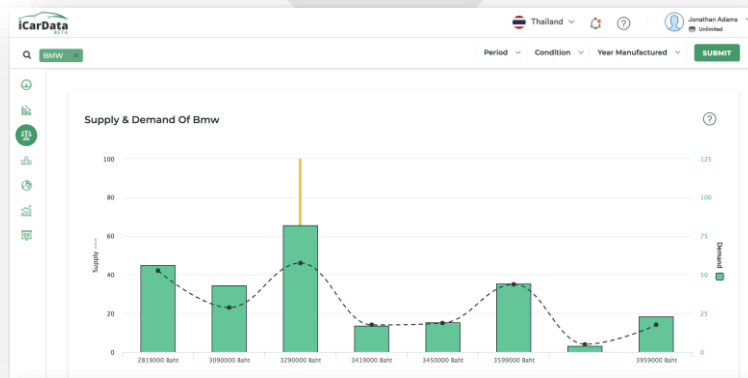 iCarData
BETA
Thailand
Jonathan Adams
Unlimited
BMW ×
Period
Condition
Year Manufactured
SUBMIT
Supply & Demand Of Bmw
?
100
80
60
40
20
0
Supply
125
100
75
50
25
0
Demand
2819000 Baht
3090000 Baht
3290000 Baht
3419000 Baht
3450000 Baht
3599000 Baht
3959000 Baht